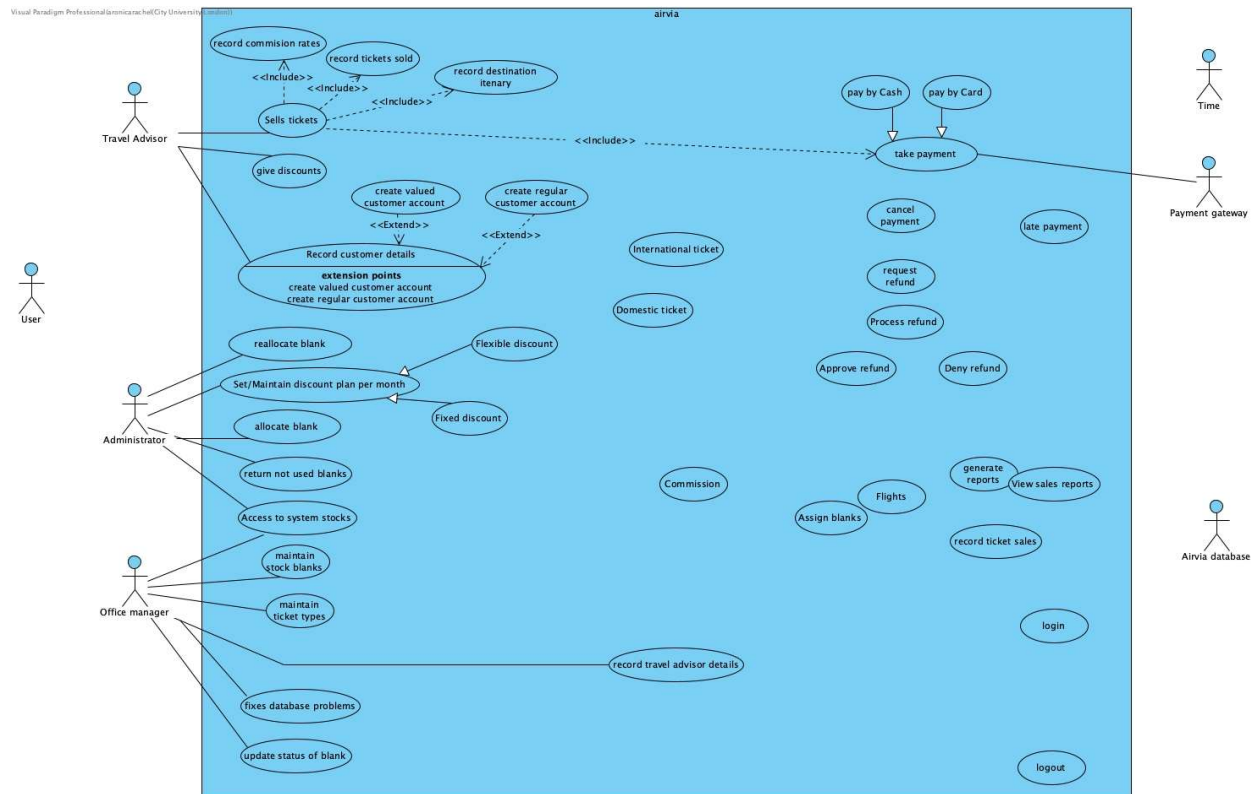 Visual Paradigm Professional(aronicarachel(City University London))
airvia
record commision rates
record tickets sold
record destination
itenary
<<Include>>
<<Include>>
<<Include>>
Sells tickets
<<Include>>
pay by Cash
pay by Card
take payment
Travel Advisor
Time
Payment gateway
give discounts
create valued
customer account
create regular
customer account
<<Extend>>
<<Extend>>
Record customer details
extension points
create valued customer account
create regular customer account
cancel
payment
late payment
International ticket
request
refund
Domestic ticket
Process refund
User
reallocate blank
Flexible discount
Approve refund
Deny refund
Set/Maintain discount plan per month
Fixed discount
Administrator
allocate blank
return not used blanks
Commission
generate
reports
View sales reports
Flights
Access to system stocks
Assign blanks
record ticket sales
Airvia database
maintain
stock blanks
Office manager
maintain
ticket types
login
record travel advisor details
fixes database problems
update status of blank
logout